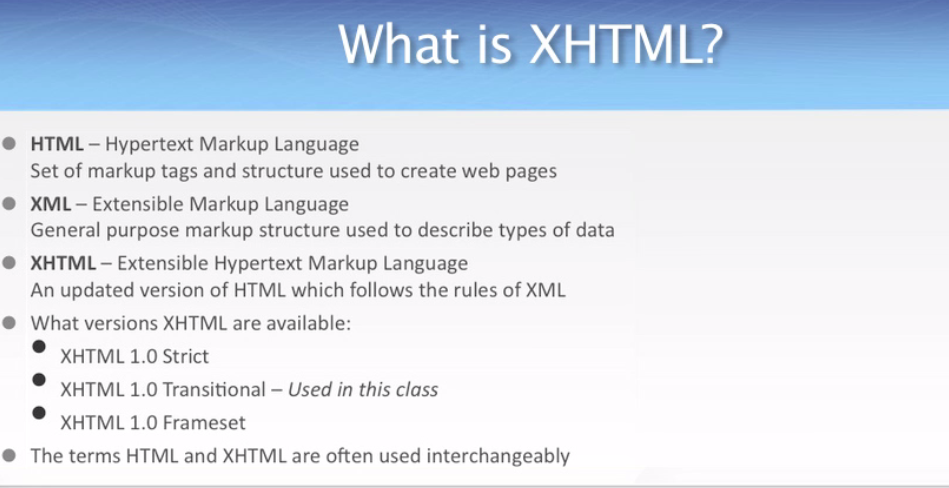 What is XHTML?
HTML – Hypertext Markup Language
Set of markup tags and structure used to create web pages
XML – Extensible Markup Language
General purpose markup structure used to describe types of data
XHTML – Extensible Hypertext Markup Language
An updated version of HTML which follows the rules of XML
What versions XHTML are available:
XHTML 1.0 Strict
XHTML 1.0 Transitional – Used in this class
XHTML 1.0 Frameset
The terms HTML and XHTML are often used interchangeably